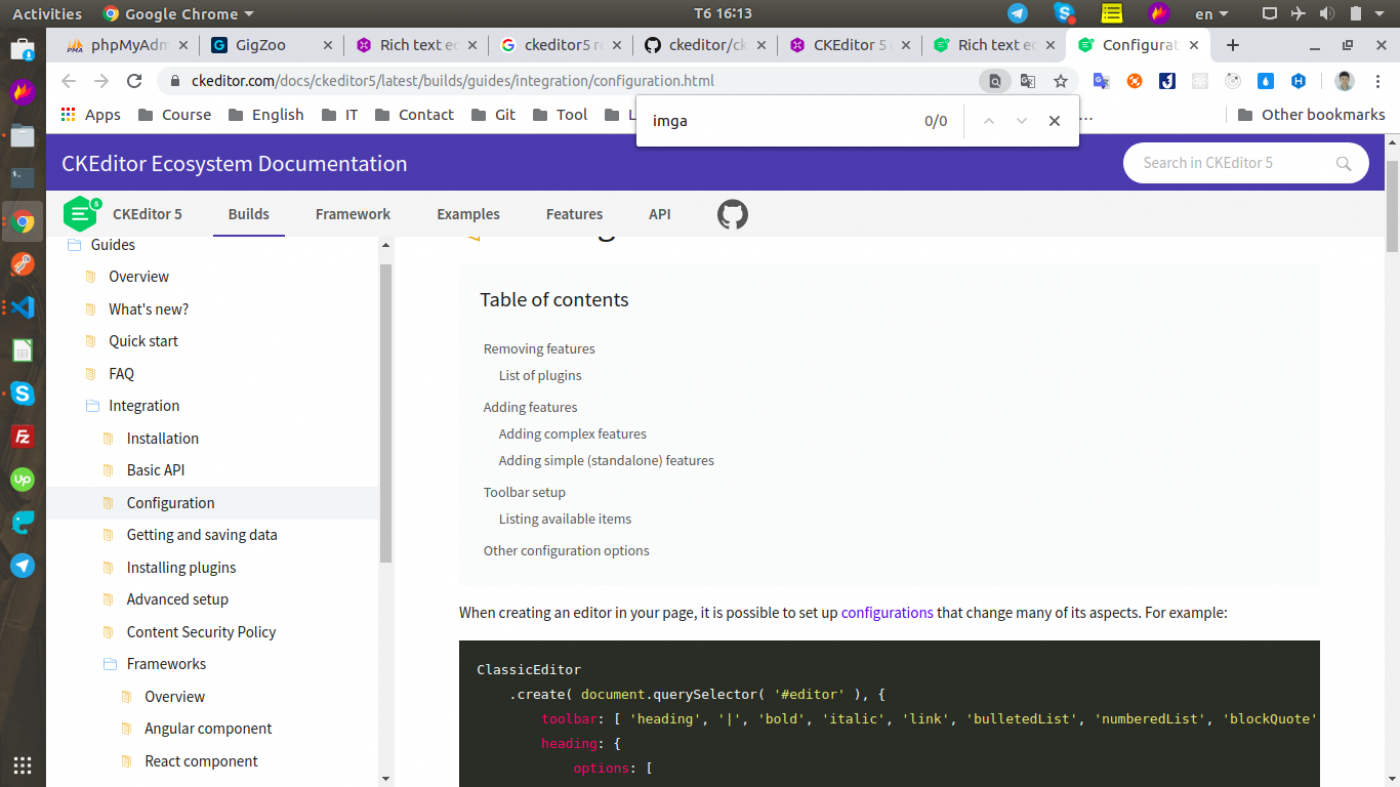 Activities Google Chrome T6 16:13 en
phpMyAdm GigZoo Rich text ec ckeditor5 re ckeditor/ck CKEditor 5 Rich text ec Configurat
ckeditor.com/docs/ckeditor5/latest/builds/guides/integration/configuration.html
Apps Course English IT Contact Git Tool L ... Other bookmarks
imga 0/0
CKEditor Ecosystem Documentation Search in CKEditor 5
CKEditor 5 Builds Framework Examples Features API
Guides
Overview
What's new?
Quick start
FAQ
Integration
Installation
Basic API
Configuration
Getting and saving data
Installing plugins
Advanced setup
Content Security Policy
Frameworks
Overview
Angular component
React component
Table of contents
Removing features
List of plugins
Adding features
Adding complex features
Adding simple (standalone) features
Toolbar setup
Listing available items
Other configuration options
When creating an editor in your page, it is possible to set up configurations that change many of its aspects. For example:
ClassicEditor
.create( document.querySelector( '#editor' ), {
toolbar: [ 'heading', '|', 'bold', 'italic', 'link', 'bulletedList', 'numberedList', 'blockQuote'
heading: {
options: [